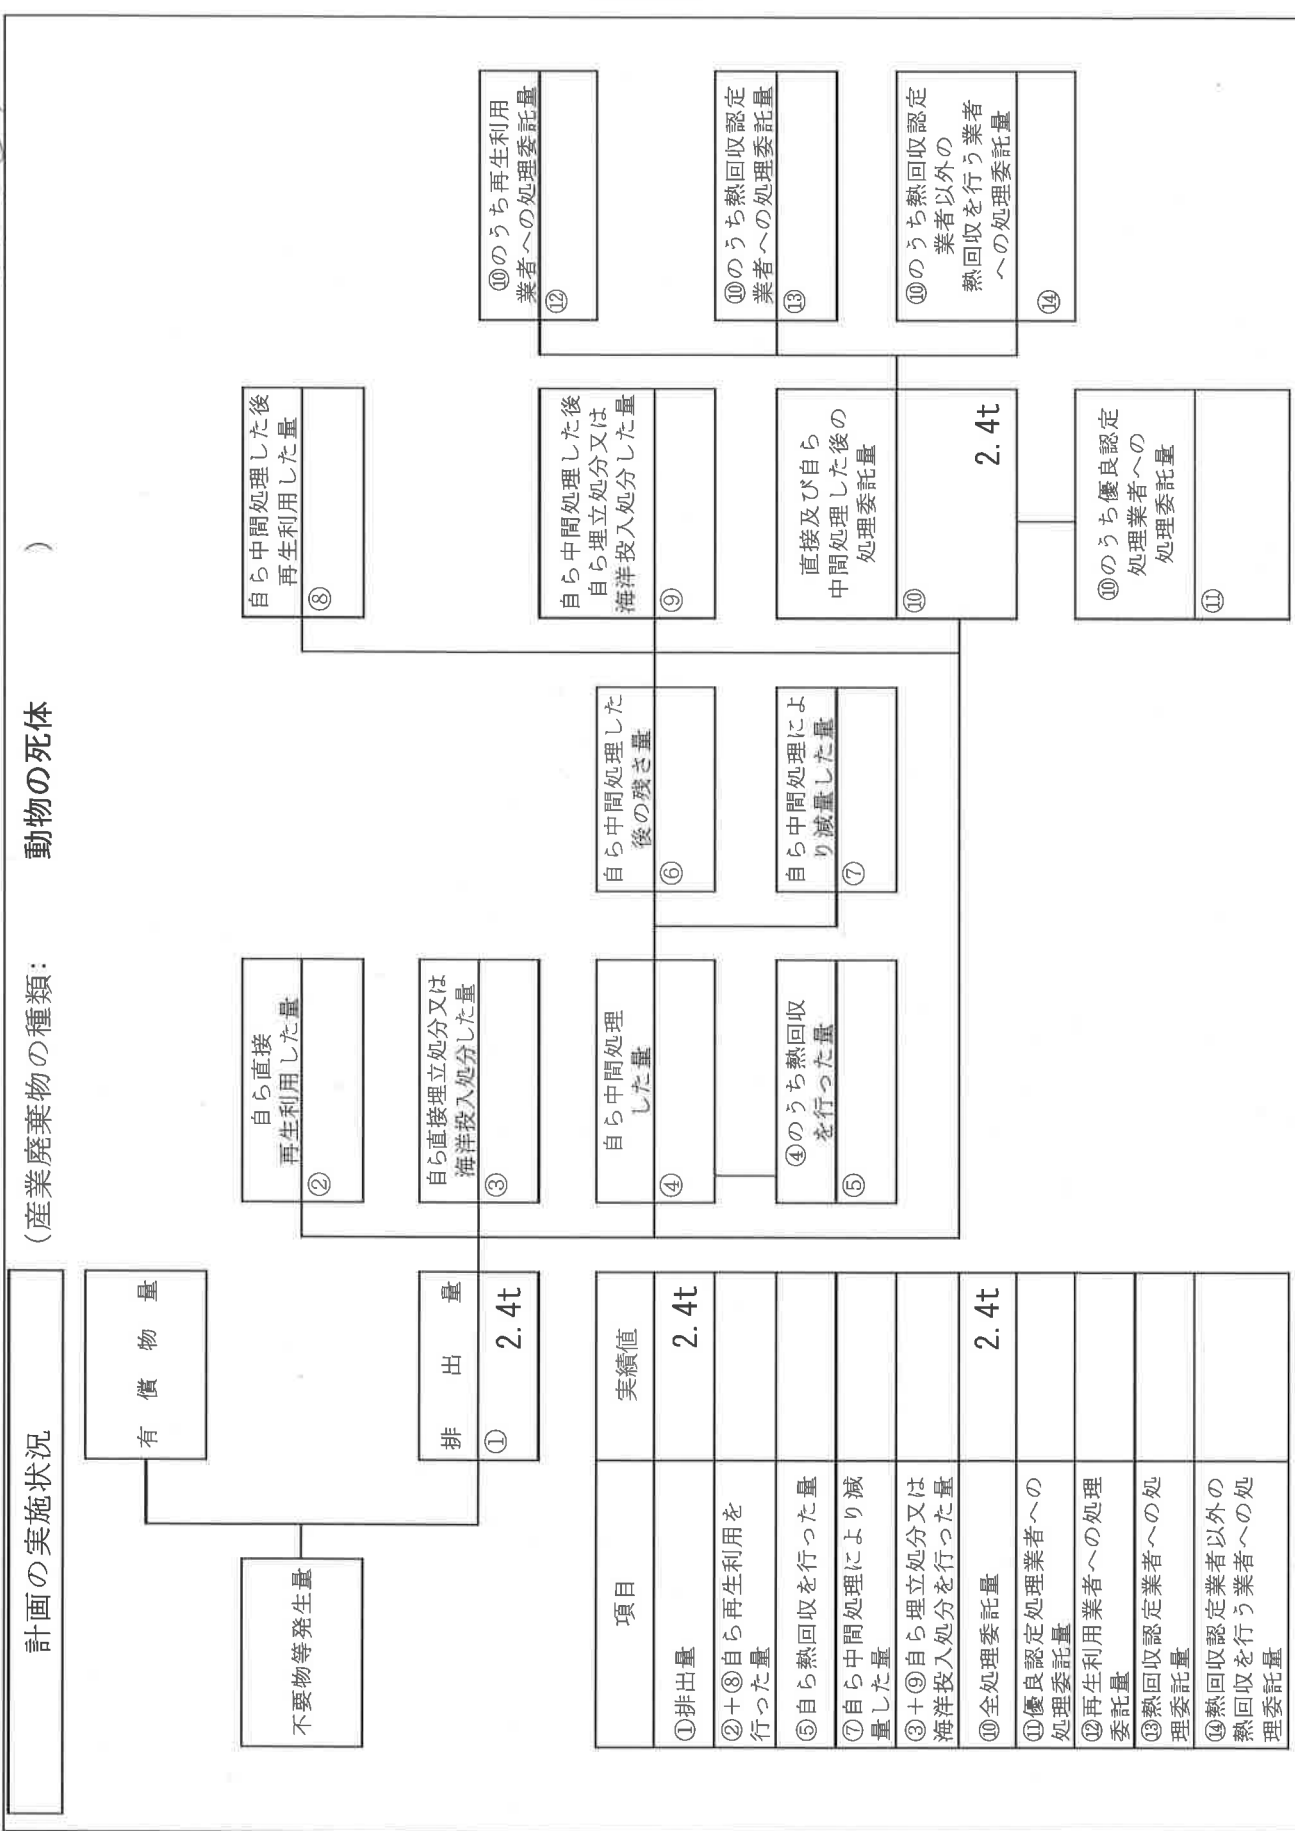 計画の実施状況
(産業廃棄物の種類: 動物の死体 )
不要物等発生量
有償物量
排出量
①
2.4t
自ら直接
再生利用した量
②
自ら直接埋立処分又は
海洋投入処分した量
③
自ら中間処理
した量
④
④のうち熱回収
を行った量
⑤
自ら中間処理した
後の残さ量
⑥
自ら中間処理によ
り減量した量
⑦
自ら中間処理した後
再生利用した量
⑧
自ら中間処理した後
自ら埋立処分又は
海洋投入処分した量
⑨
直接及び自ら
中間処理した後の
処理委託量
⑩
2.4t
⑩のうち優良認定
処理業者への
処理委託量
⑪
⑩のうち再生利用
業者への処理委託量
⑫
⑩のうち熱回収認定
業者への処理委託量
⑬
⑩のうち熱回収認定
業者以外の
熱回収を行う業者
への処理委託量
⑭
項目 実績値
①排出量 2.4t
②+⑧自ら再生利用を
行った量
⑤自ら熱回収を行った量
⑦自ら中間処理により減
量した量
③+⑨自ら埋立処分又は
海洋投入処分を行った量
⑩全処理委託量 2.4t
⑪優良認定処理業者への
処理委託量
⑫再生利用業者への処理
委託量
⑬熱回収認定業者への処
理委託量
⑭熱回収認定業者以外の
熱回収を行う業者への処
理委託量